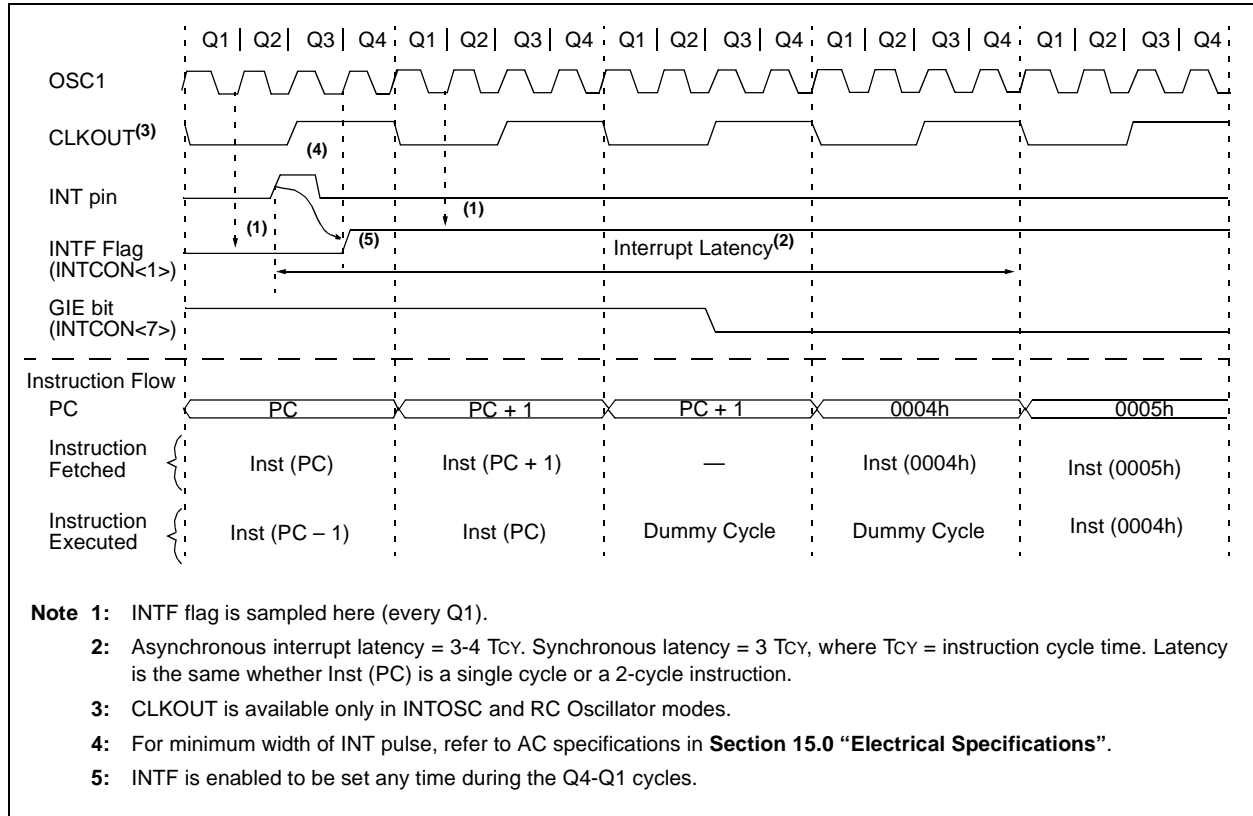 Q1 | Q2 | Q3 | Q4 Q1 | Q2 | Q3 | Q4 Q1 | Q2 | Q3 | Q4 Q1 | Q2 | Q3 | Q4 Q1 | Q2 | Q3 | Q4
OSC1
CLKOUT(3)
(4)
INT pin
(1) (1)
INTF Flag
(INTCON<1>)
(5)
Interrupt Latency(2)
GIE bit
(INTCON<7>)
Instruction Flow
PC PC PC + 1 PC + 1 0004h 0005h
Instruction
Fetched
Inst (PC) Inst (PC + 1) — Inst (0004h) Inst (0005h)
Instruction
Executed
Inst (PC – 1) Inst (PC) Dummy Cycle Dummy Cycle Inst (0004h)
Note 1: INTF flag is sampled here (every Q1).
2: Asynchronous interrupt latency = 3-4 TCY. Synchronous latency = 3 TCY, where TCY = instruction cycle time. Latency
is the same whether Inst (PC) is a single cycle or a 2-cycle instruction.
3: CLKOUT is available only in INTOSC and RC Oscillator modes.
4: For minimum width of INT pulse, refer to AC specifications in Section 15.0 “Electrical Specifications”.
5: INTF is enabled to be set any time during the Q4-Q1 cycles.